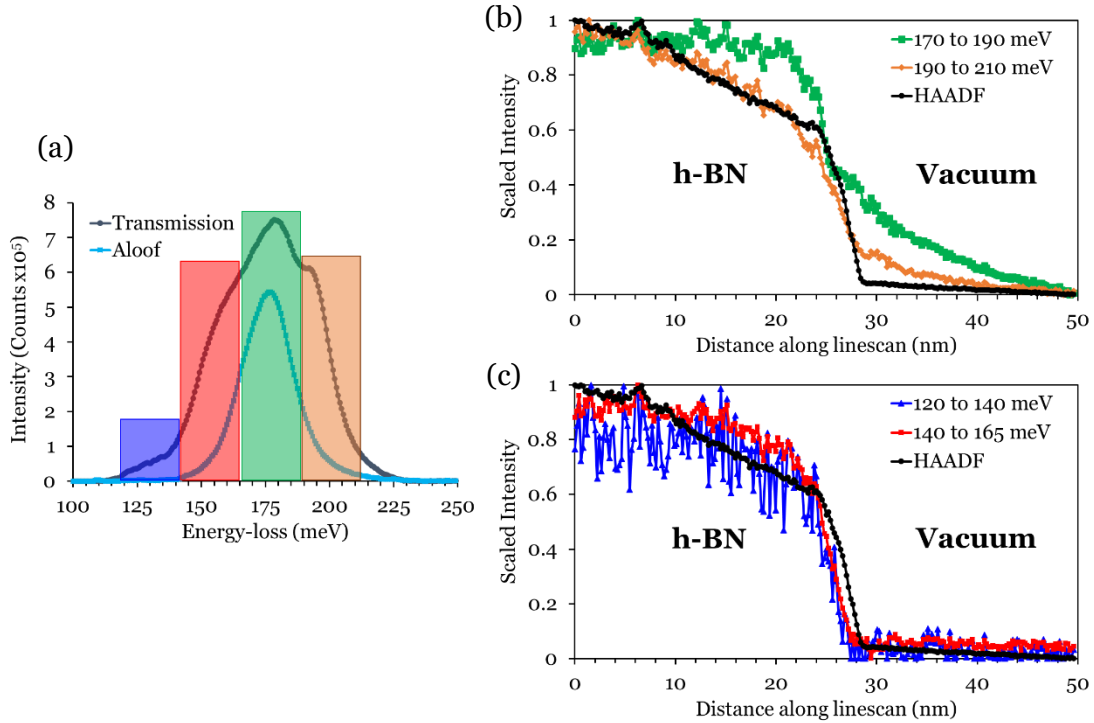 (a)
8
7
6
5
4
3
2
1
0
Intensity (Counts x10⁵)
Transmission
Aloof
100 125 150 175 200 225 250
Energy-loss (meV)
(b)
1
0.8
0.6
0.4
0.2
0
Scaled Intensity
170 to 190 meV
190 to 210 meV
HAADF
h-BN Vacuum
0 10 20 30 40 50
Distance along linescan (nm)
(c)
1
0.8
0.6
0.4
0.2
0
Scaled Intensity
120 to 140 meV
140 to 165 meV
HAADF
h-BN Vacuum
0 10 20 30 40 50
Distance along linescan (nm)